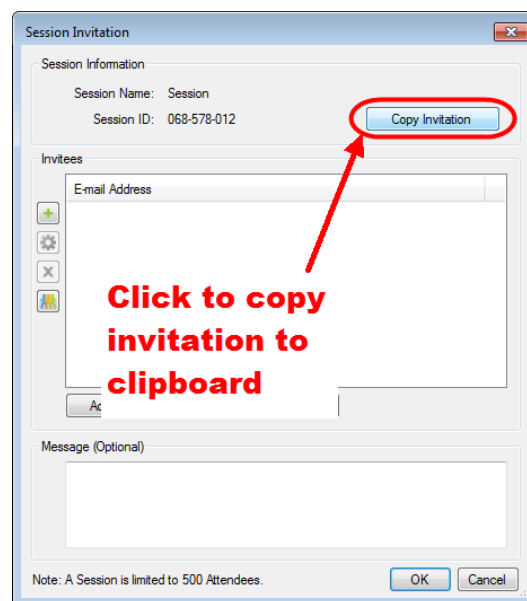 Session Invitation
Session Information
Session Name: Session
Session ID: 068-578-012
Copy Invitation
Invitees
E-mail Address
Click to copy
invitation to
clipboard
Message (Optional)
Note: A Session is limited to 500 Attendees.
OK
Cancel